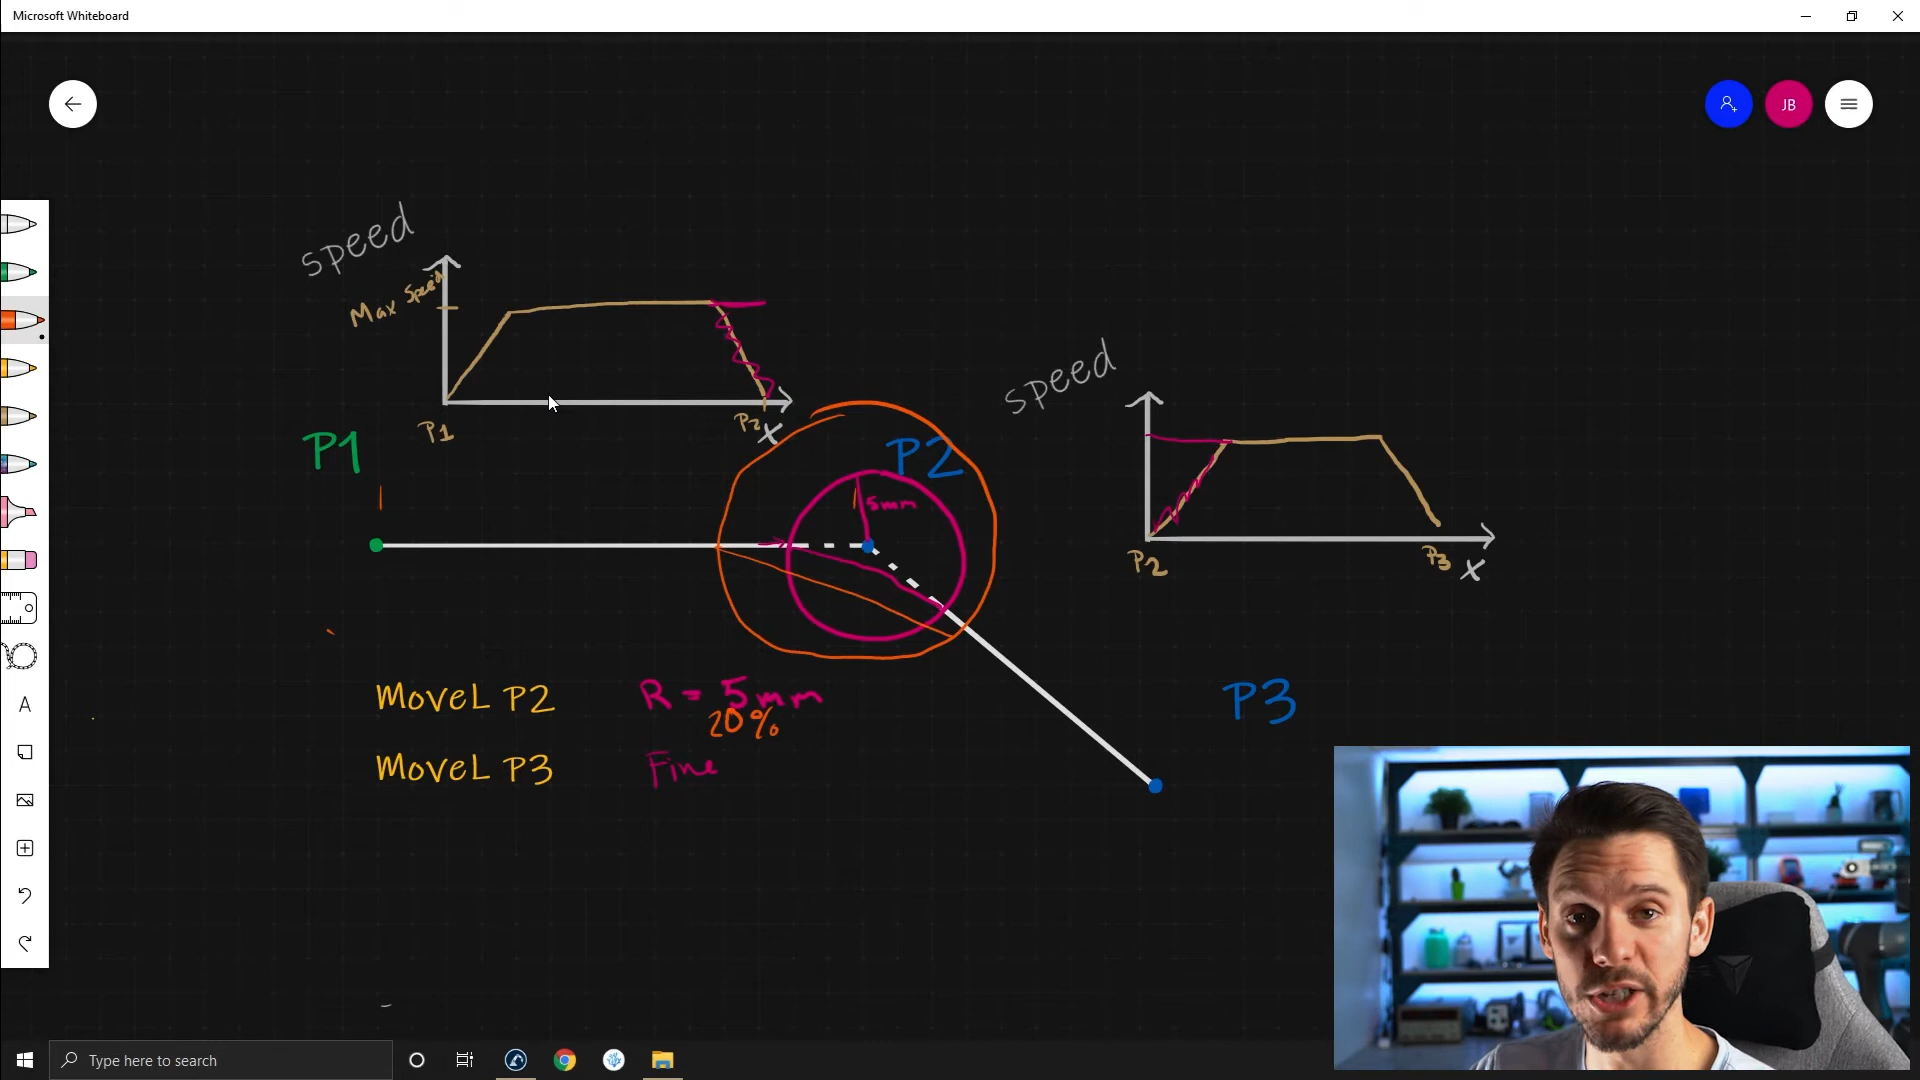 Microsoft Whiteboard
JB
speed
Max Speed
P1
P2
X
P1
P2
5mm
speed
P2
P3
X
MoveL P2
R = 5mm
20%
MoveL P3
Fine
P3
A
Type here to search